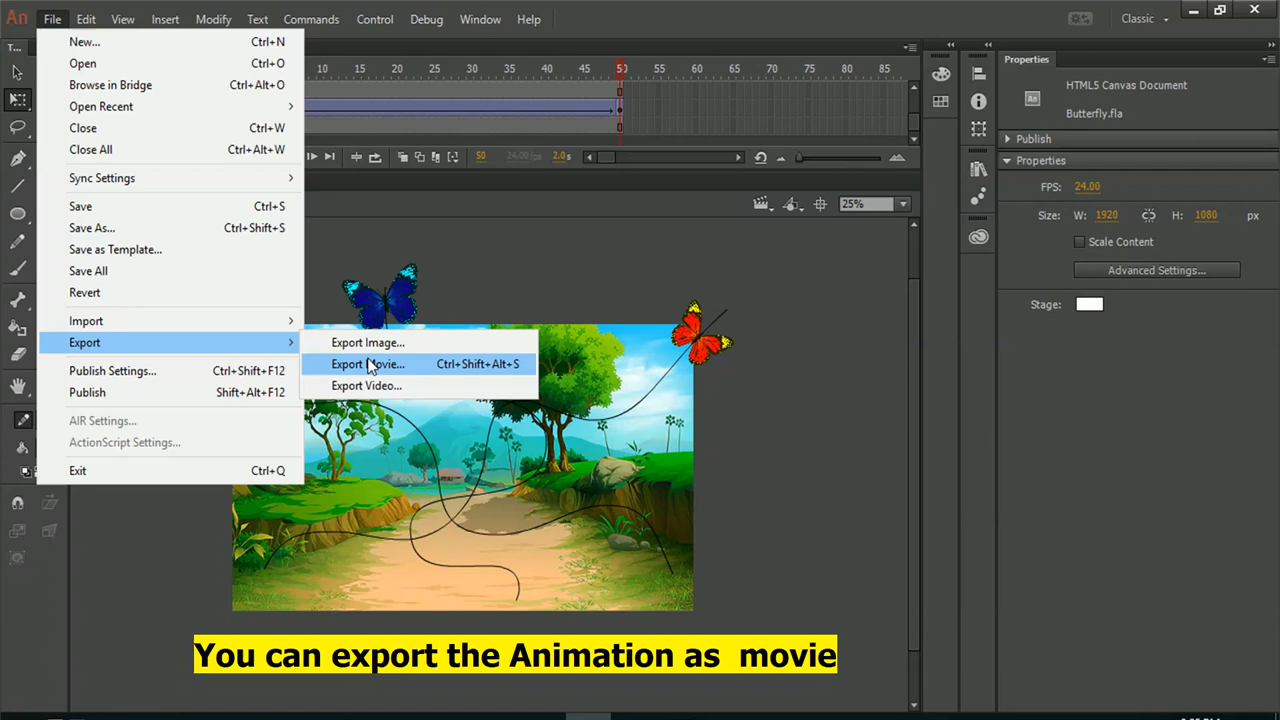 An File Edit View Insert Modify Text Commands Control Debug Window Help Classic
T...
New... Ctrl+N
Open Ctrl+O
Browse in Bridge Ctrl+Alt+O
Open Recent
Close Ctrl+W
Close All Ctrl+Alt+W
Sync Settings
Save Ctrl+S
Save As... Ctrl+Shift+S
Save as Template...
Save All
Revert
Import
Export
Publish Settings... Ctrl+Shift+F12
Publish Shift+Alt+F12
AIR Settings...
ActionScript Settings...
Exit Ctrl+Q
Export Image...
Export Movie... Ctrl+Shift+Alt+S
Export Video...
10 15 20 25 30 35 40 45 50 55 60 65 70 75 80 85
50 24.00 fps 2.0 s
25%
Properties
HTML5 Canvas Document
An
Butterfly.fla
Publish
Properties
FPS: 24.00
Size: W: 1920 H: 1080 px
Scale Content
Advanced Settings...
Stage:
You can export the Animation as movie